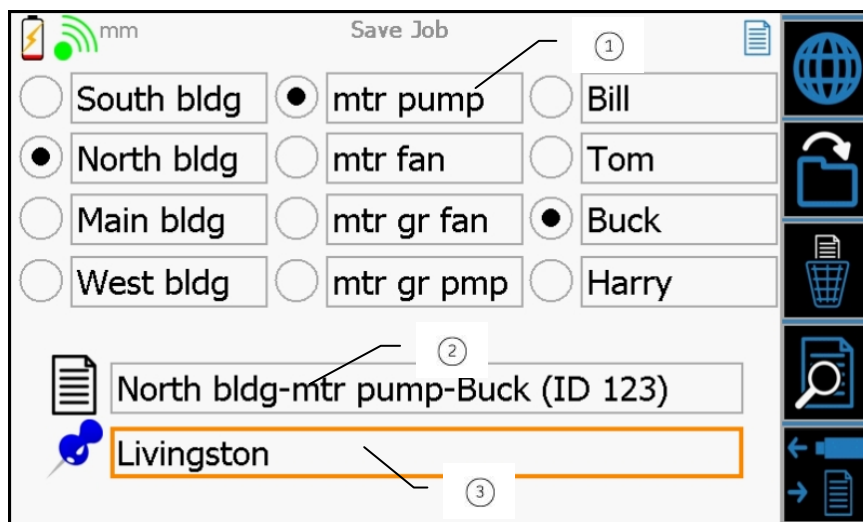 mm Save Job
①
South bldg mtr pump Bill
North bldg mtr fan Tom
Main bldg mtr gr fan Buck
West bldg mtr gr pmp Harry
②
North bldg-mtr pump-Buck (ID 123)
Livingston
③